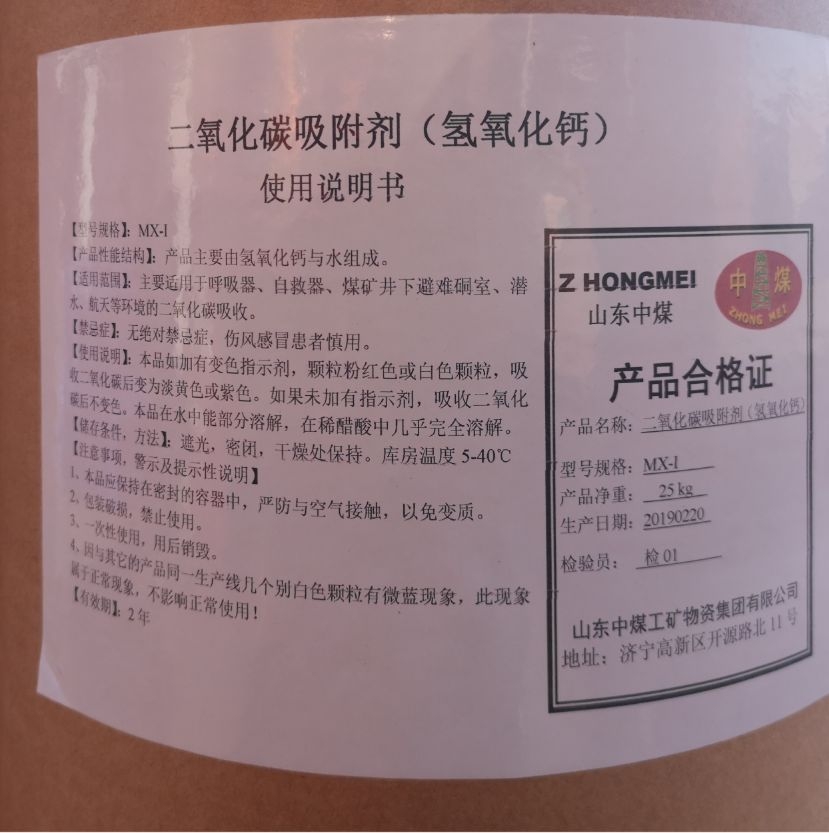 二氧化碳吸附剂（氢氧化钙）
使用说明书
【型号规格】：MX-I
【产品性能结构】：产品主要由氢氧化钙与水组成。
【适用范围】：主要适用于呼吸器、自救器、煤矿井下避难硐室、潜
水、航天等环境的二氧化碳吸收。
【禁忌症】：无绝对禁忌症，伤风感冒患者慎用。
【使用说明】：本品如加有变色指示剂，颗粒粉红色或白色颗粒，吸
收二氧化碳后变为淡黄色或紫色。如果未加有指示剂，吸收二氧化
碳后不变色。本品在水中能部分溶解，在稀醋酸中几乎完全溶解。
【储存条件，方法】：遮光，密闭，干燥处保持。库房温度 5-40℃
【注意事项，警示及提示性说明】
1、本品应保持在密封的容器中，严防与空气接触，以免变质。
2、包装破损，禁止使用。
3、一次性使用，用后销毁。
4、因与其它的产品同一生产线几个别白色颗粒有微蓝现象，此现象
属于正常现象，不影响正常使用！
【有效期】：2 年
ZHONGMEI
山东中煤
中 煤
ZHONG MEI
产品合格证
产品名称：二氧化碳吸附剂（氢氧化钙）
型号规格：MX-I
产品净重：25 kg
生产日期：20190220
检验员：检 01
山东中煤工矿物资集团有限公司
地址：济宁高新区开源路北 11 号